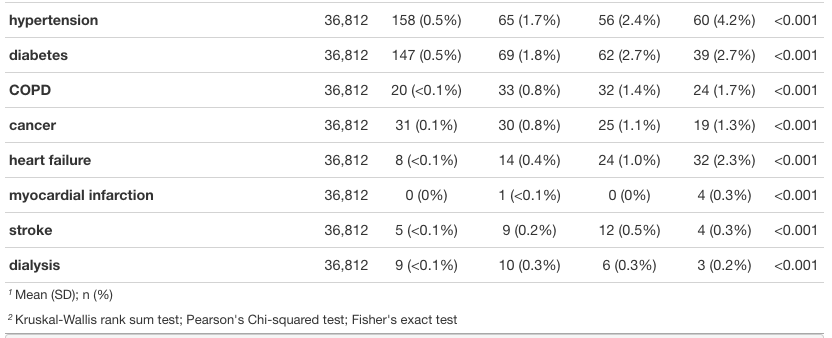 hypertension 36,812 158 (0.5%) 65 (1.7%) 56 (2.4%) 60 (4.2%) <0.001
diabetes 36,812 147 (0.5%) 69 (1.8%) 62 (2.7%) 39 (2.7%) <0.001
COPD 36,812 20 (<0.1%) 33 (0.8%) 32 (1.4%) 24 (1.7%) <0.001
cancer 36,812 31 (0.1%) 30 (0.8%) 25 (1.1%) 19 (1.3%) <0.001
heart failure 36,812 8 (<0.1%) 14 (0.4%) 24 (1.0%) 32 (2.3%) <0.001
myocardial infarction 36,812 0 (0%) 1 (<0.1%) 0 (0%) 4 (0.3%) <0.001
stroke 36,812 5 (<0.1%) 9 (0.2%) 12 (0.5%) 4 (0.3%) <0.001
dialysis 36,812 9 (<0.1%) 10 (0.3%) 6 (0.3%) 3 (0.2%) <0.001
1 Mean (SD); n (%)
2 Kruskal-Wallis rank sum test; Pearson's Chi-squared test; Fisher's exact test